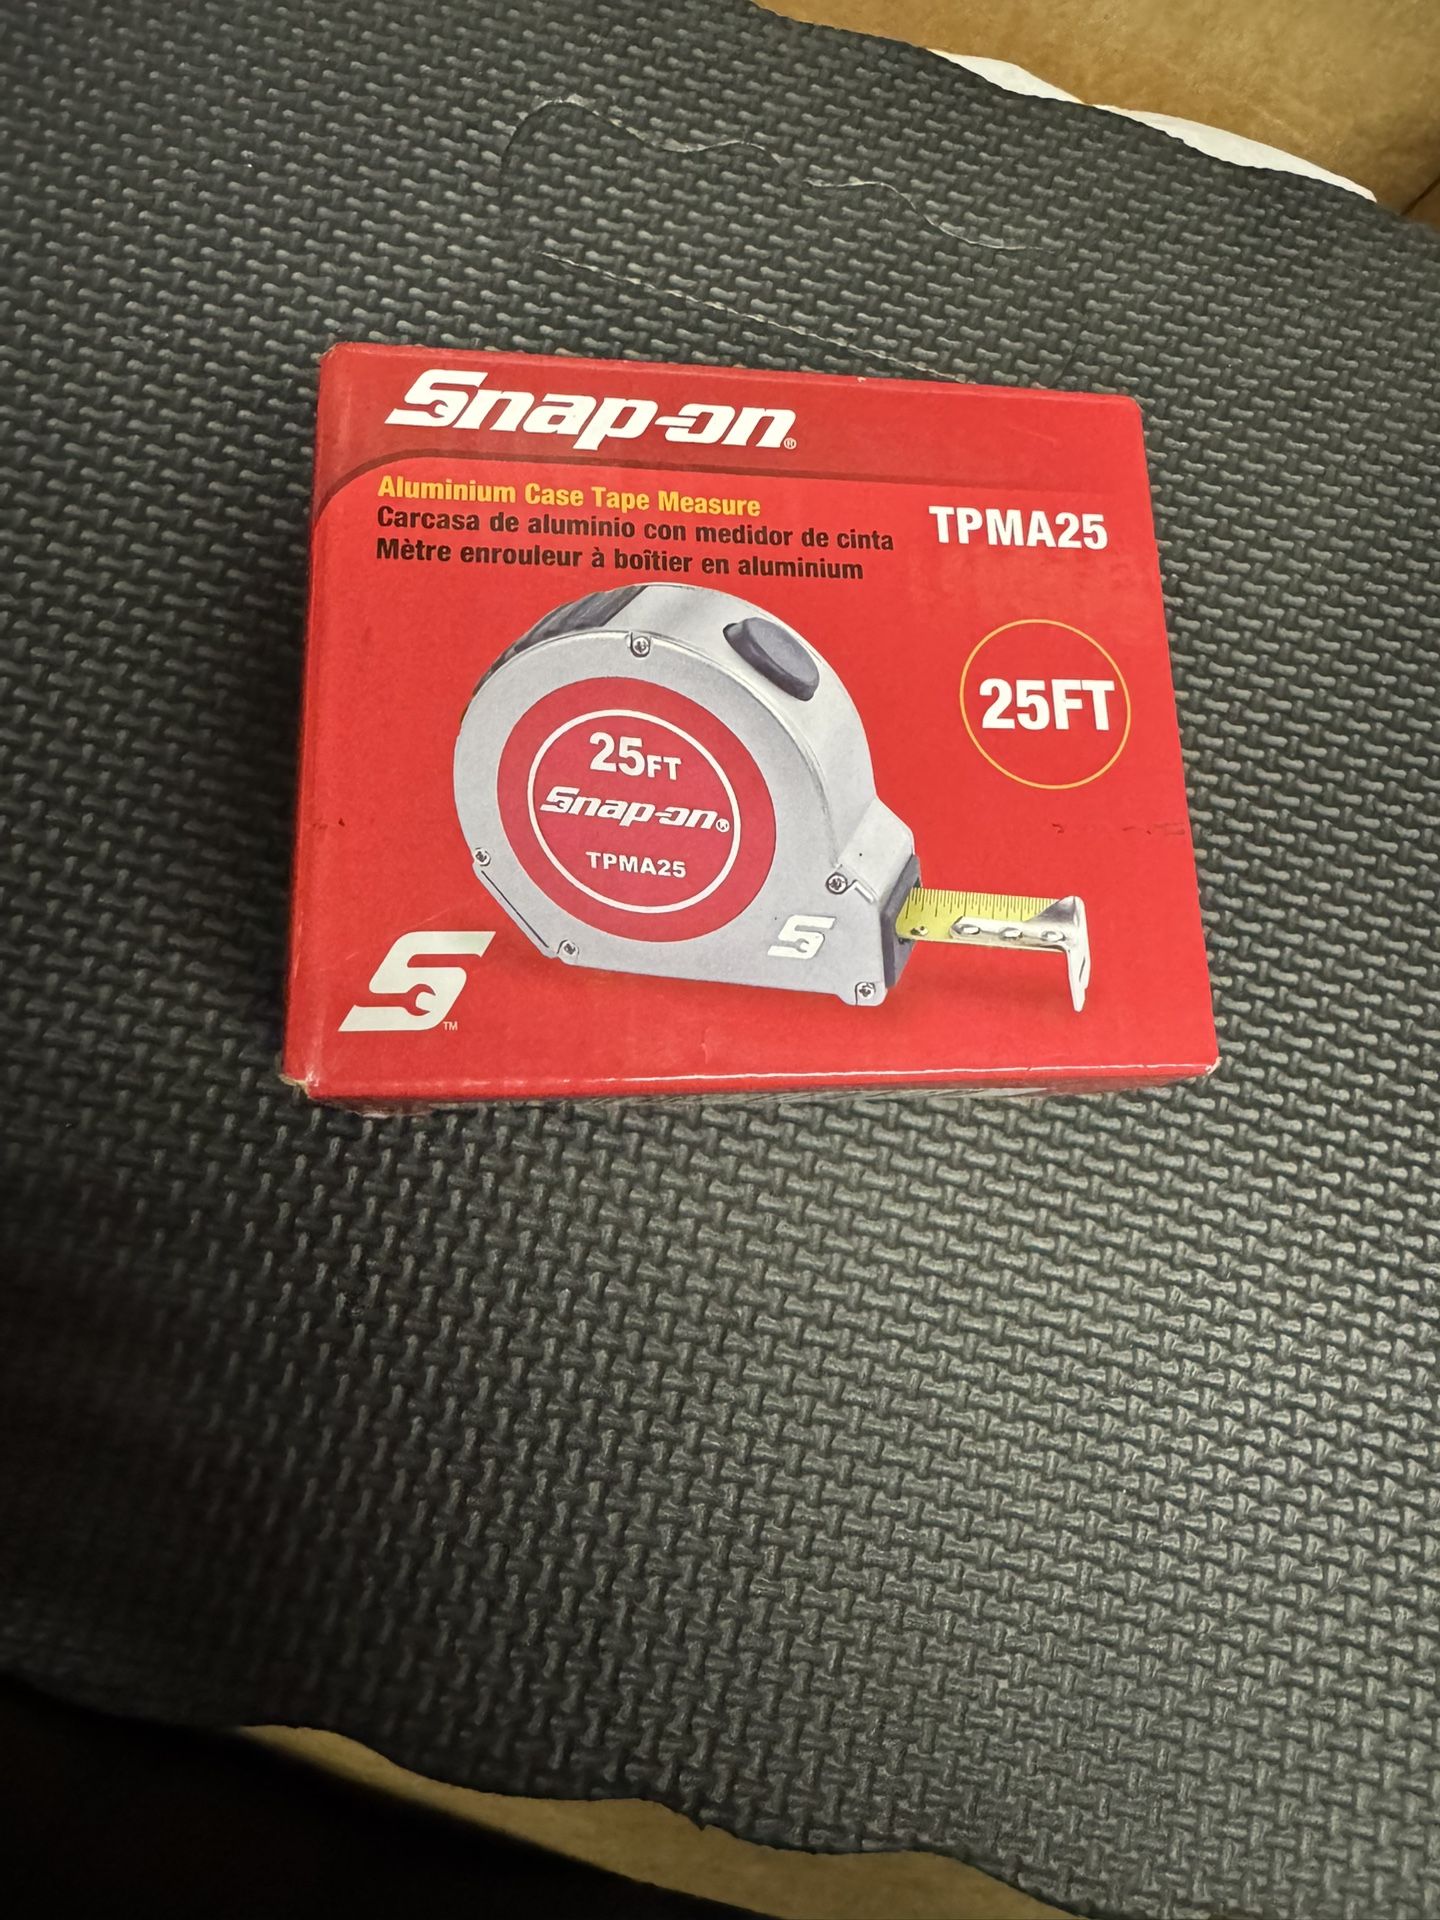 Snap-on®
Aluminium Case Tape Measure
Carcasa de aluminio con medidor de cinta
Mètre enrouleur à boîtier en aluminium
TPMA25
25FT
25FT
Snap-on®
TPMA25
S
S™